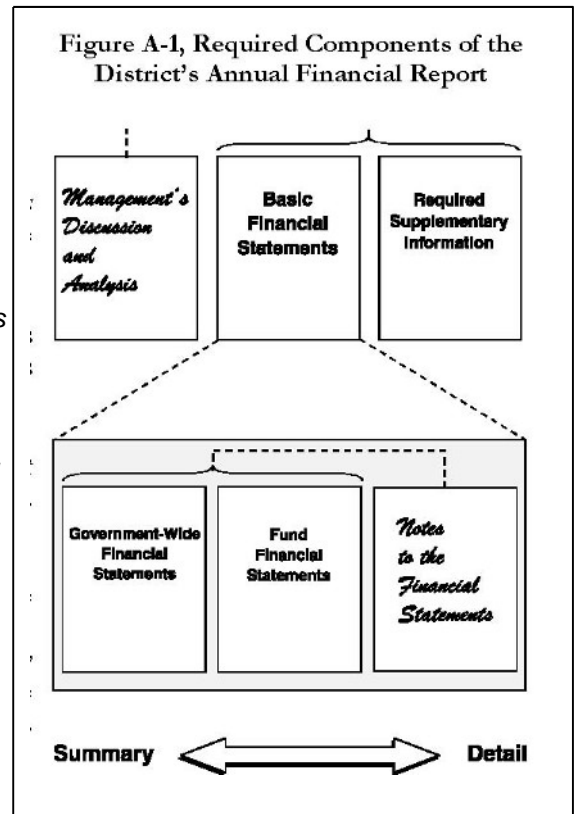 Figure A-1, Required Components of the
District's Annual Financial Report
Management's
Discussion
and
Analysis
Basic
Financial
Statements
Required
Supplementary
Information
Government-Wide
Financial
Statements
Fund
Financial
Statements
Notes
to the
Financial
Statements
Summary
Detail